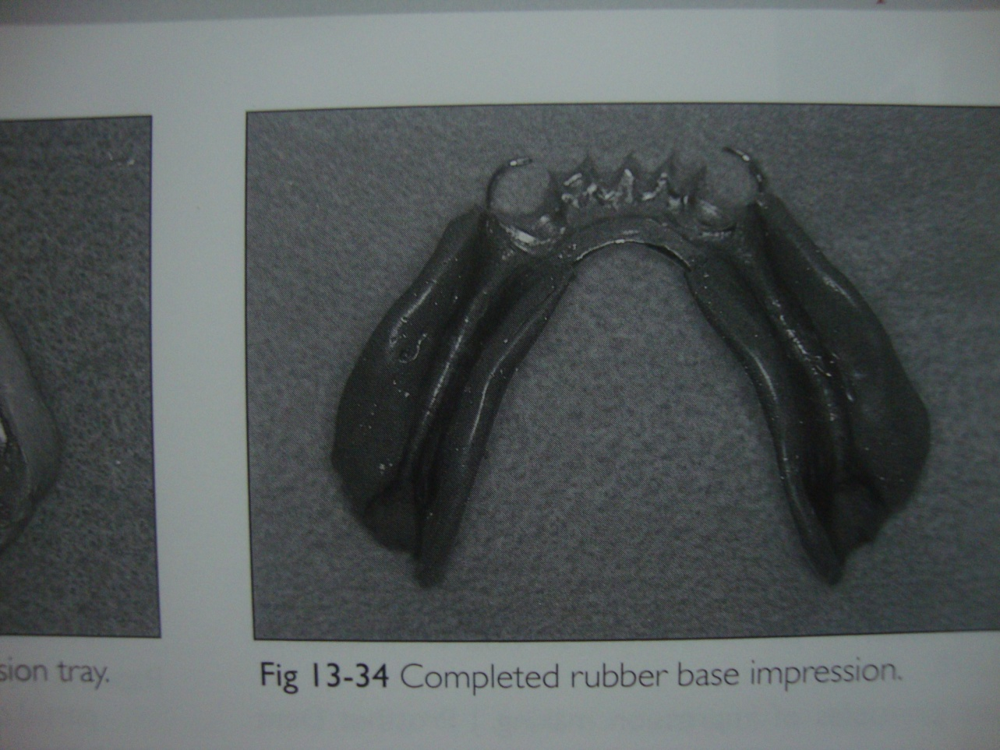 sion tray.
Fig 13-34 Completed rubber base impression.